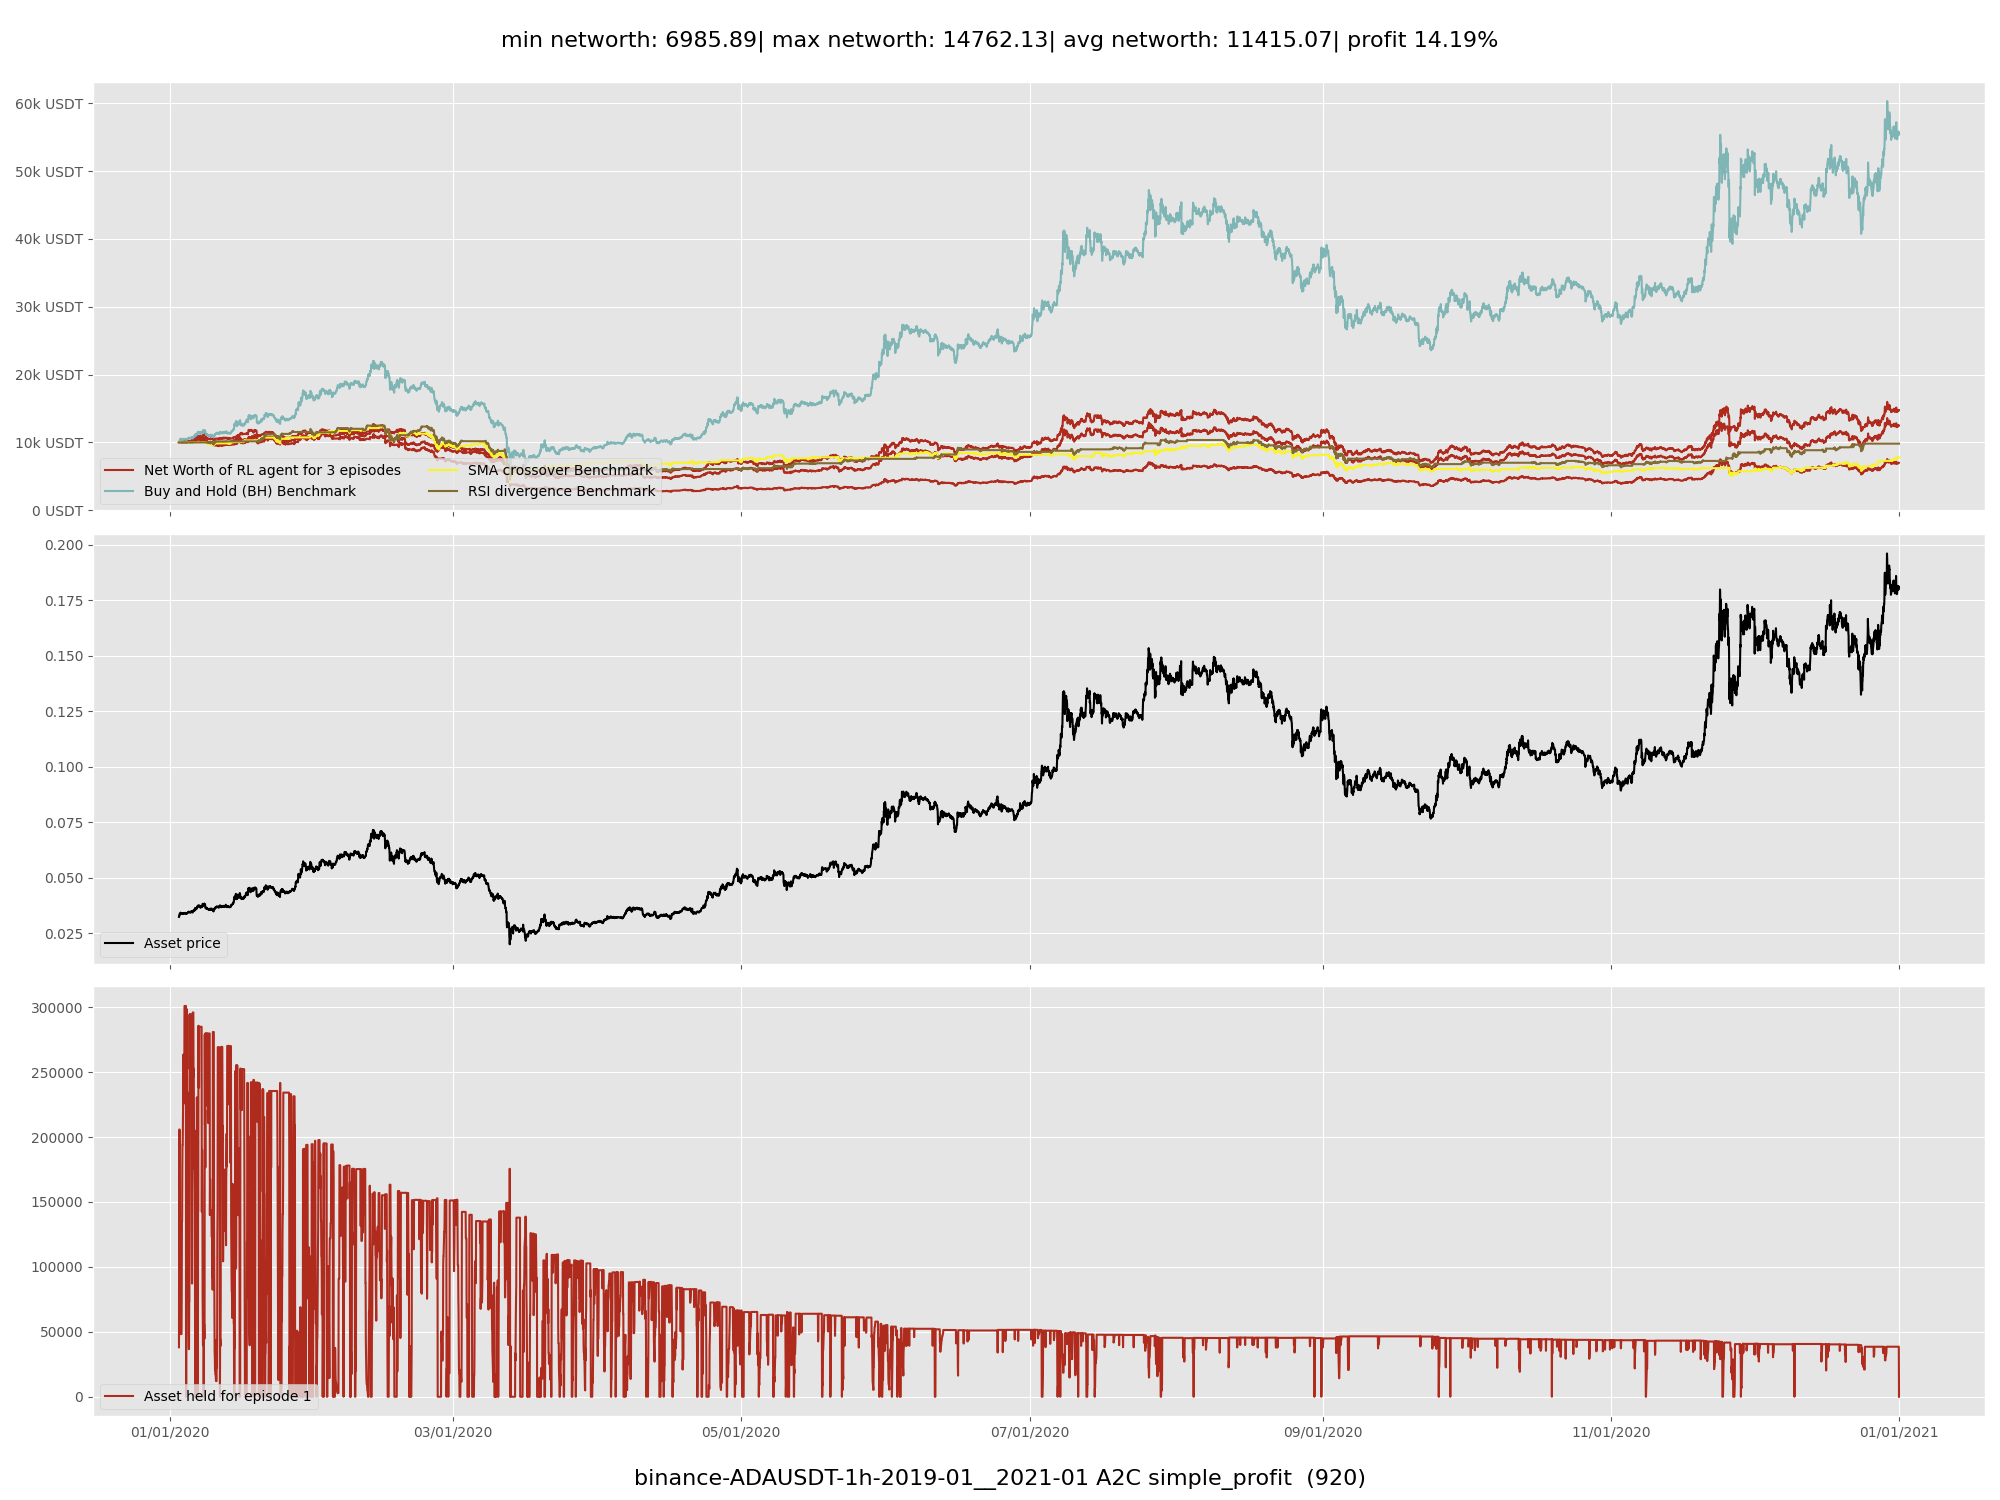 min networth: 6985.89| max networth: 14762.13| avg networth: 11415.07| profit 14.19%
60k USDT
50k USDT
40k USDT
30k USDT
20k USDT
10k USDT
0 USDT
Net Worth of RL agent for 3 episodes
Buy and Hold (BH) Benchmark
SMA crossover Benchmark
RSI divergence Benchmark
0.200
0.175
0.150
0.125
0.100
0.075
0.050
0.025
Asset price
300000
250000
200000
150000
100000
50000
0
Asset held for episode 1
01/01/2020 03/01/2020 05/01/2020 07/01/2020 09/01/2020 11/01/2020 01/01/2021
binance-ADAUSDT-1h-2019-01__2021-01 A2C simple_profit (920)